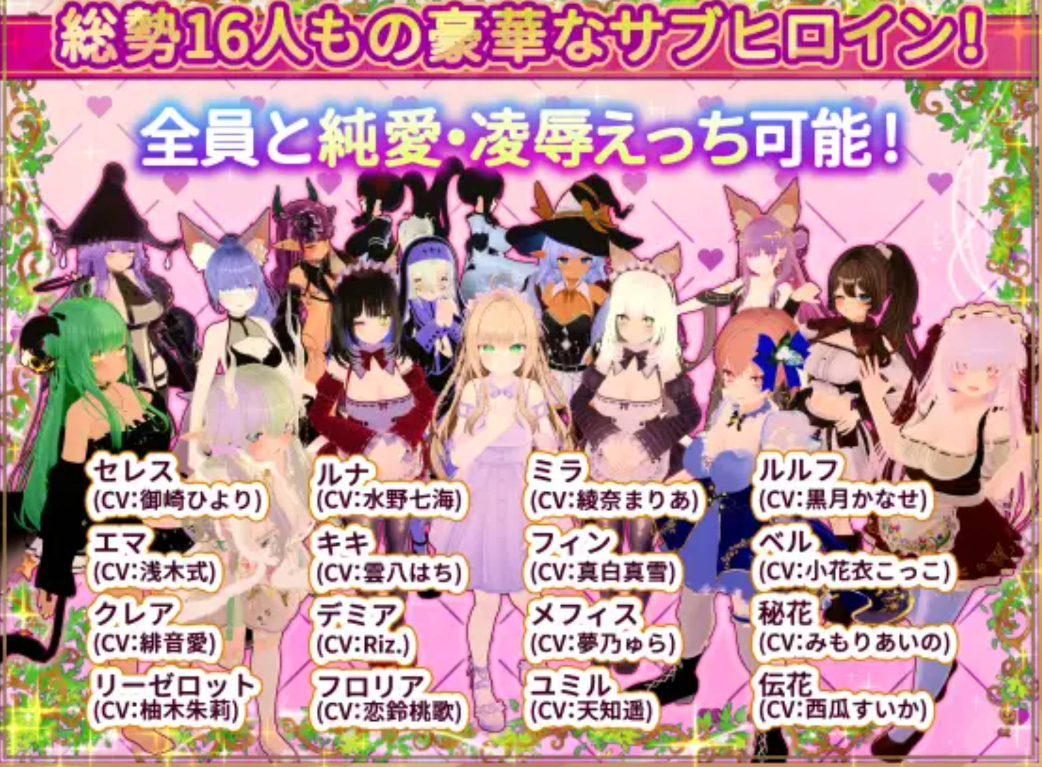 総勢16人もの豪華なサブヒロイン！
全員と純愛・凌辱えっち可能！
セレス
(CV:御崎ひより)
ルナ
(CV:水野七海)
ミラ
(CV:綾奈まりあ)
ルルフ
(CV:黒月かなせ)
エマ
(CV:浅木式)
キキ
(CV:雲八はち)
フィン
(CV:真白真雪)
ベル
(CV:小花衣こっこ)
クレア
(CV:緋音愛)
デミア
(CV:Riz.)
メフィス
(CV:夢乃ゅら)
秘花
(CV:みもりあいの)
リーゼロット
(CV:柚木朱莉)
フロリア
(CV:恋鈴桃歌)
ユミル
(CV:天知遥)
伝花
(CV:西瓜すいか)